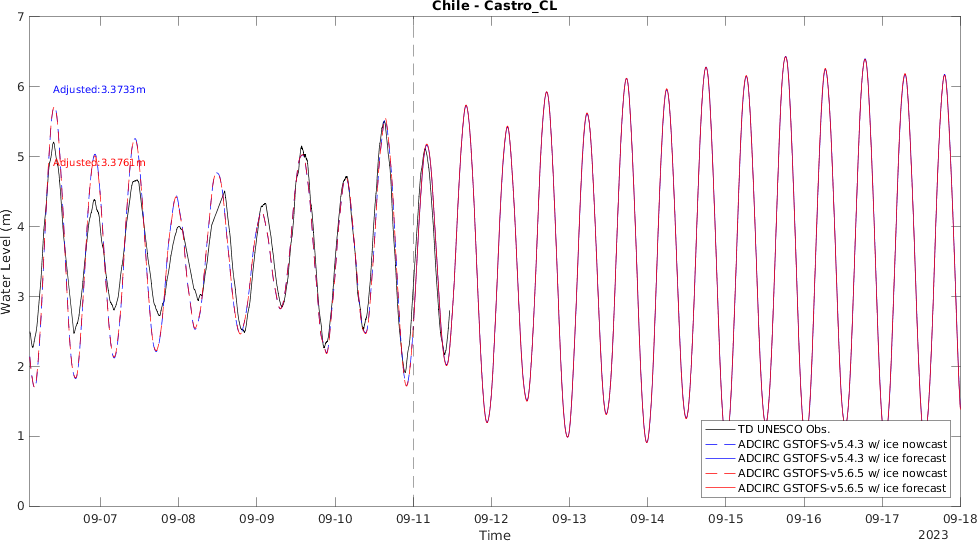 Chile - Castro_CL
7
6
5
4
3
2
1
0
Water Level (m)
Adjusted:3.3733m
Adjusted:3.3761m
TD UNESCO Obs.
ADCIRC GSTOFS-v5.4.3 w/ ice nowcast
ADCIRC GSTOFS-v5.4.3 w/ ice forecast
ADCIRC GSTOFS-v5.6.5 w/ ice nowcast
ADCIRC GSTOFS-v5.6.5 w/ ice forecast
09-07 09-08 09-09 09-10 09-11 09-12 09-13 09-14 09-15 09-16 09-17 09-18
Time
2023